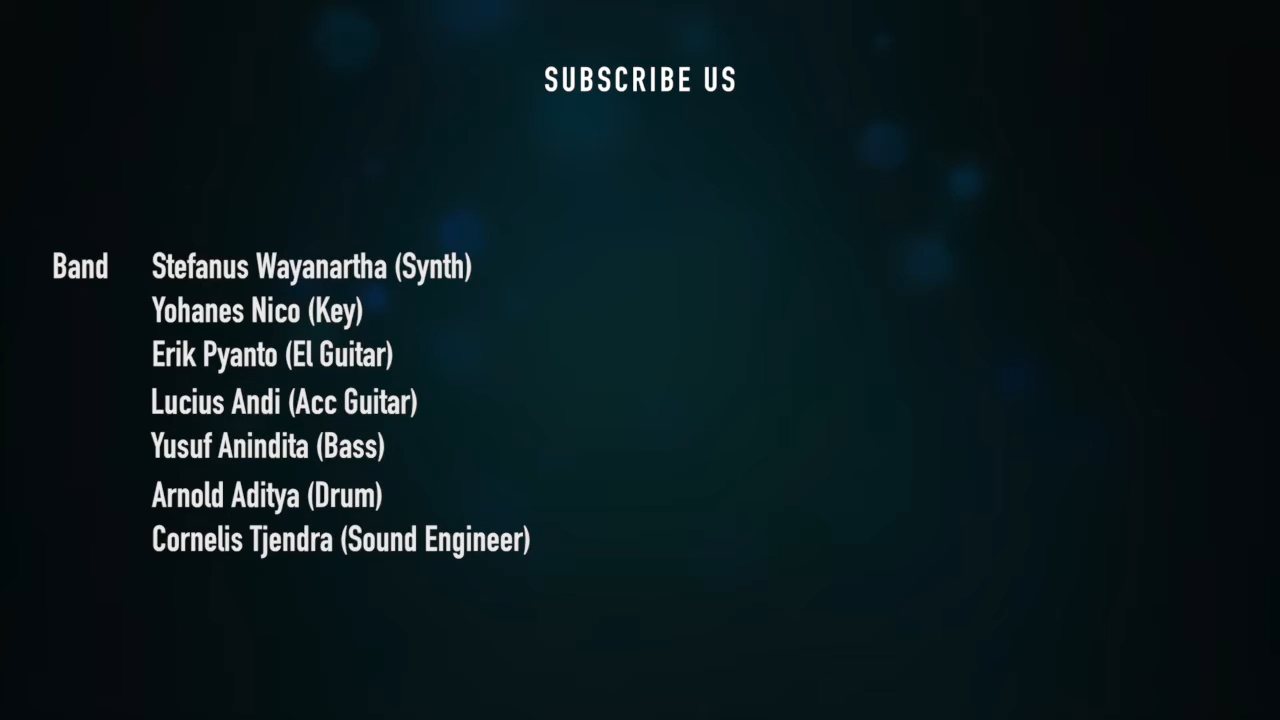 SUBSCRIBE US
Band Stefanus Wayanartha (Synth)
Yohanes Nico (Key)
Erik Pyanto (El Guitar)
Lucius Andi (Acc Guitar)
Yusuf Anindita (Bass)
Arnold Aditya (Drum)
Cornelis Tjendra (Sound Engineer)